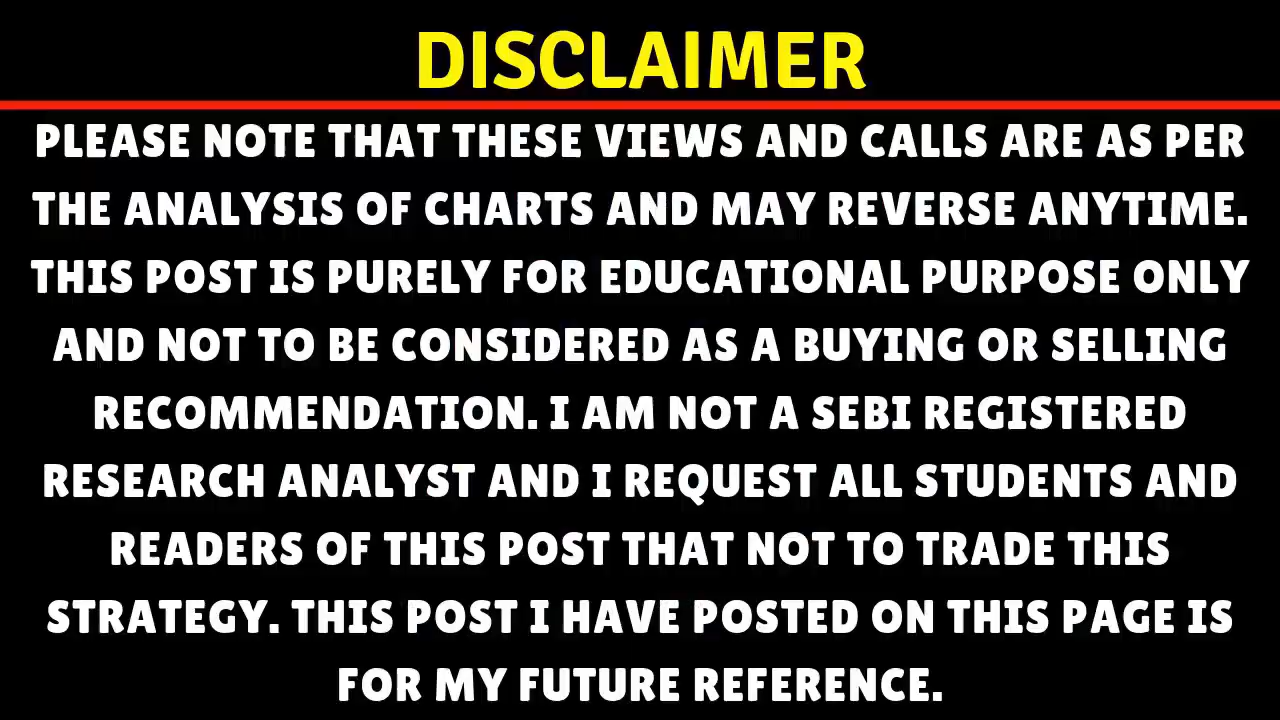 DISCLAIMER
PLEASE NOTE THAT THESE VIEWS AND CALLS ARE AS PER
THE ANALYSIS OF CHARTS AND MAY REVERSE ANYTIME.
THIS POST IS PURELY FOR EDUCATIONAL PURPOSE ONLY
AND NOT TO BE CONSIDERED AS A BUYING OR SELLING
RECOMMENDATION. I AM NOT A SEBI REGISTERED
RESEARCH ANALYST AND I REQUEST ALL STUDENTS AND
READERS OF THIS POST THAT NOT TO TRADE THIS
STRATEGY. THIS POST I HAVE POSTED ON THIS PAGE IS
FOR MY FUTURE REFERENCE.